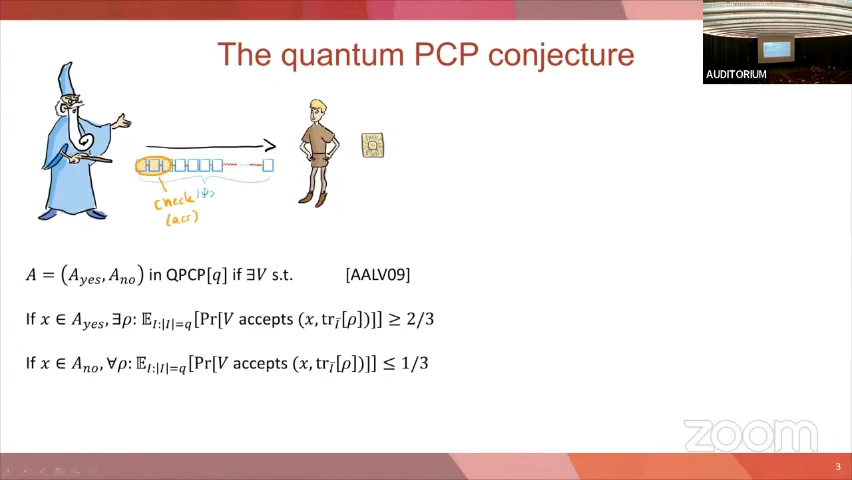 The quantum PCP conjecture
AUDITORIUM
check |Ψ⟩
(acc)
A = (A_yes, A_no) in QPCP[q] if ∃V s.t. [AALV09]
If x ∈ A_yes, ∃ρ: 𝔼_{I:|I|=q}[Pr[V accepts (x, tr_Ī[ρ])]] ≥ 2/3
If x ∈ A_no, ∀ρ: 𝔼_{I:|I|=q}[Pr[V accepts (x, tr_Ī[ρ])]] ≤ 1/3
zoom
3